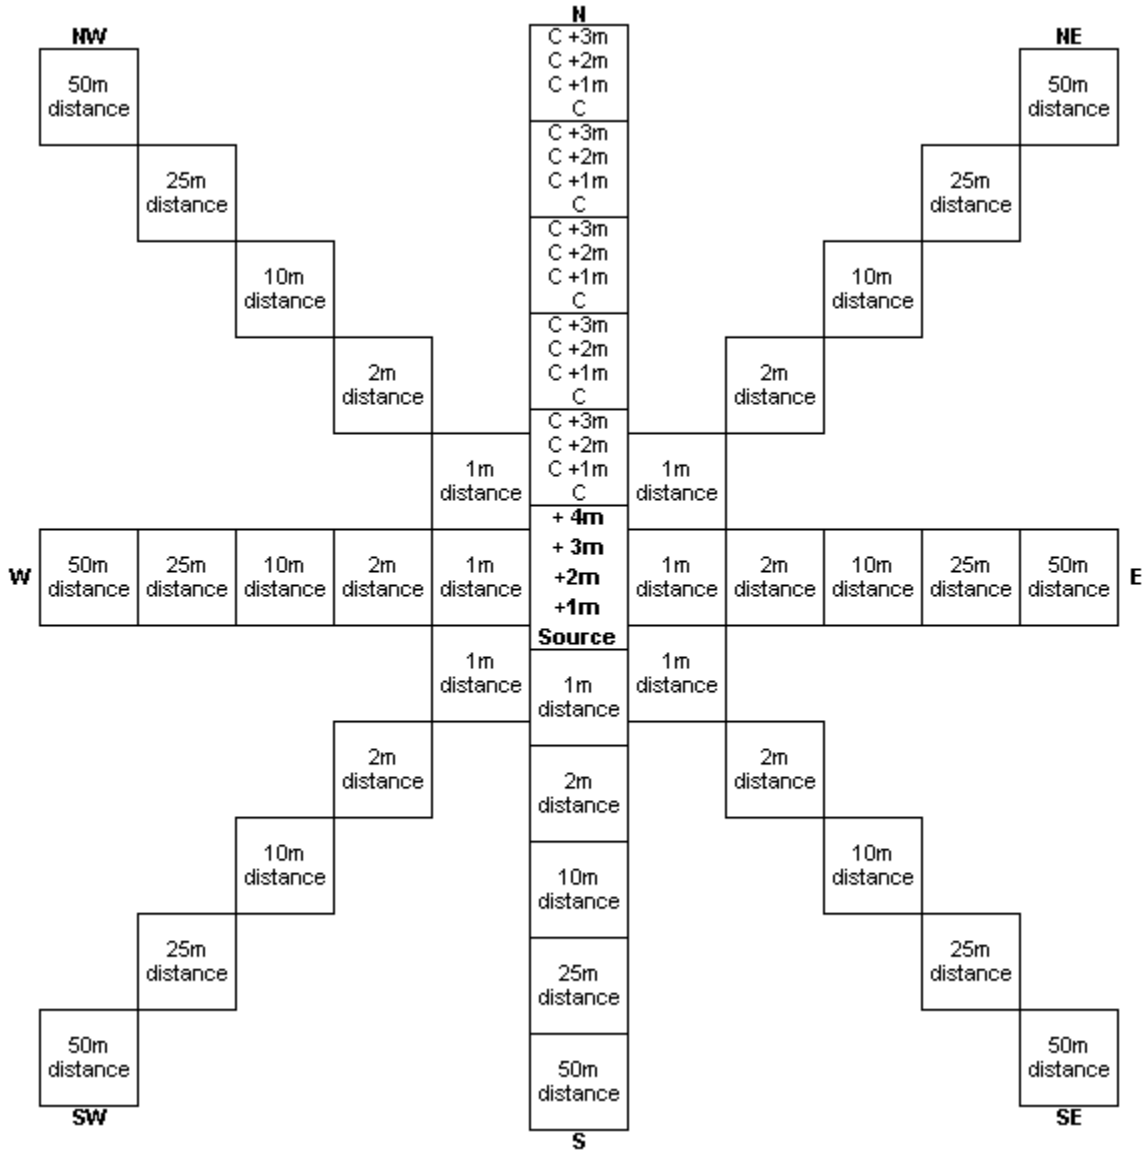 N
NW
NE
C +3m
C +2m
C +1m
C
50m
distance
50m
distance
C +3m
C +2m
C +1m
C
25m
distance
25m
distance
C +3m
C +2m
C +1m
C
10m
distance
10m
distance
C +3m
C +2m
C +1m
C
2m
distance
2m
distance
C +3m
C +2m
C +1m
C
1m
distance
1m
distance
+ 4m
+ 3m
+2m
+1m
Source
W
50m
distance
25m
distance
10m
distance
2m
distance
1m
distance
1m
distance
2m
distance
10m
distance
25m
distance
50m
distance
E
1m
distance
1m
distance
1m
distance
2m
distance
2m
distance
2m
distance
10m
distance
10m
distance
10m
distance
25m
distance
25m
distance
25m
distance
50m
distance
50m
distance
50m
distance
SW
S
SE